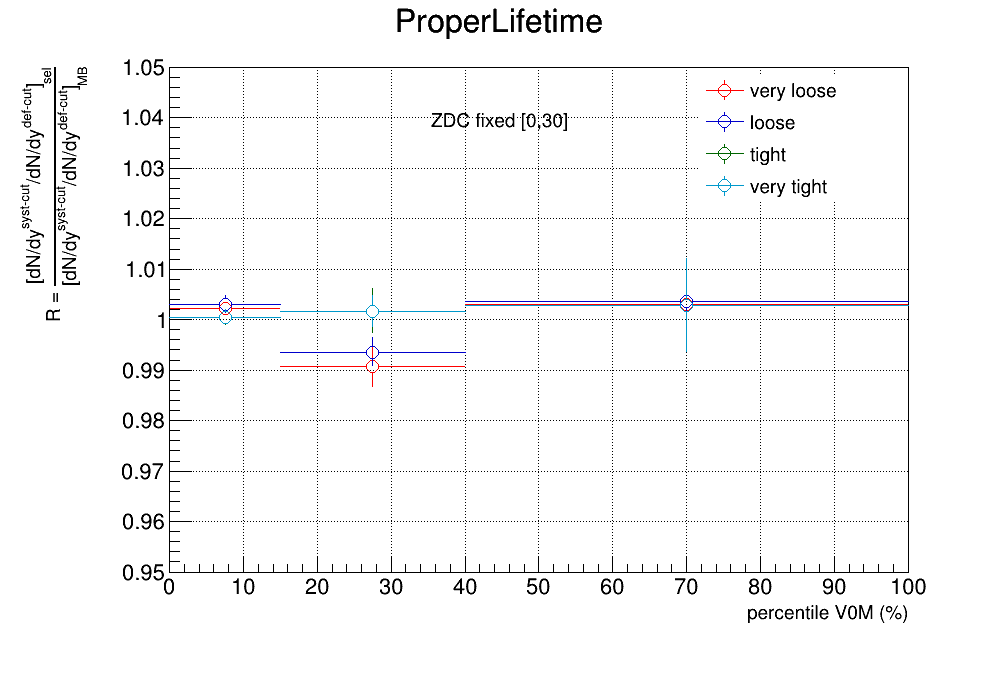 ProperLifetime
R = [dN/dy^syst-cut/dN/dy^def-cut]_sel
[dN/dy^syst-cut/dN/dy^def-cut]_MB
1.05
1.04
1.03
1.02
1.01
1
0.99
0.98
0.97
0.96
0.95
ZDC fixed [0,30]
very loose
loose
tight
very tight
0 10 20 30 40 50 60 70 80 90 100
percentile V0M (%)